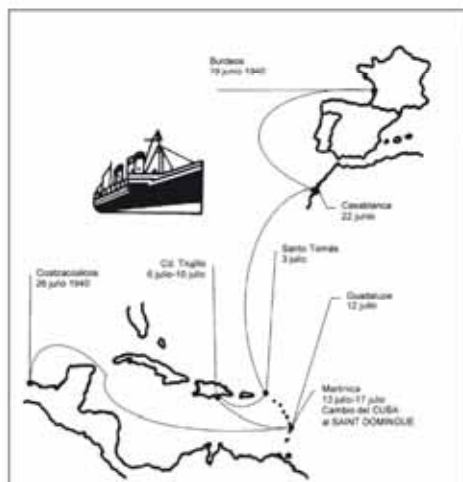 Burdeos
19 junio 1940
Casablanca
22 junio
Santo Tomás
3 julio
Cd. Trujillo
6 julio-10 julio
Coatzacoalcos
26 julio 1940
Guadalupe
12 julio
Martinica
13 julio-17 julio
Cambio del CUBA
al SAINT DOMINGUE